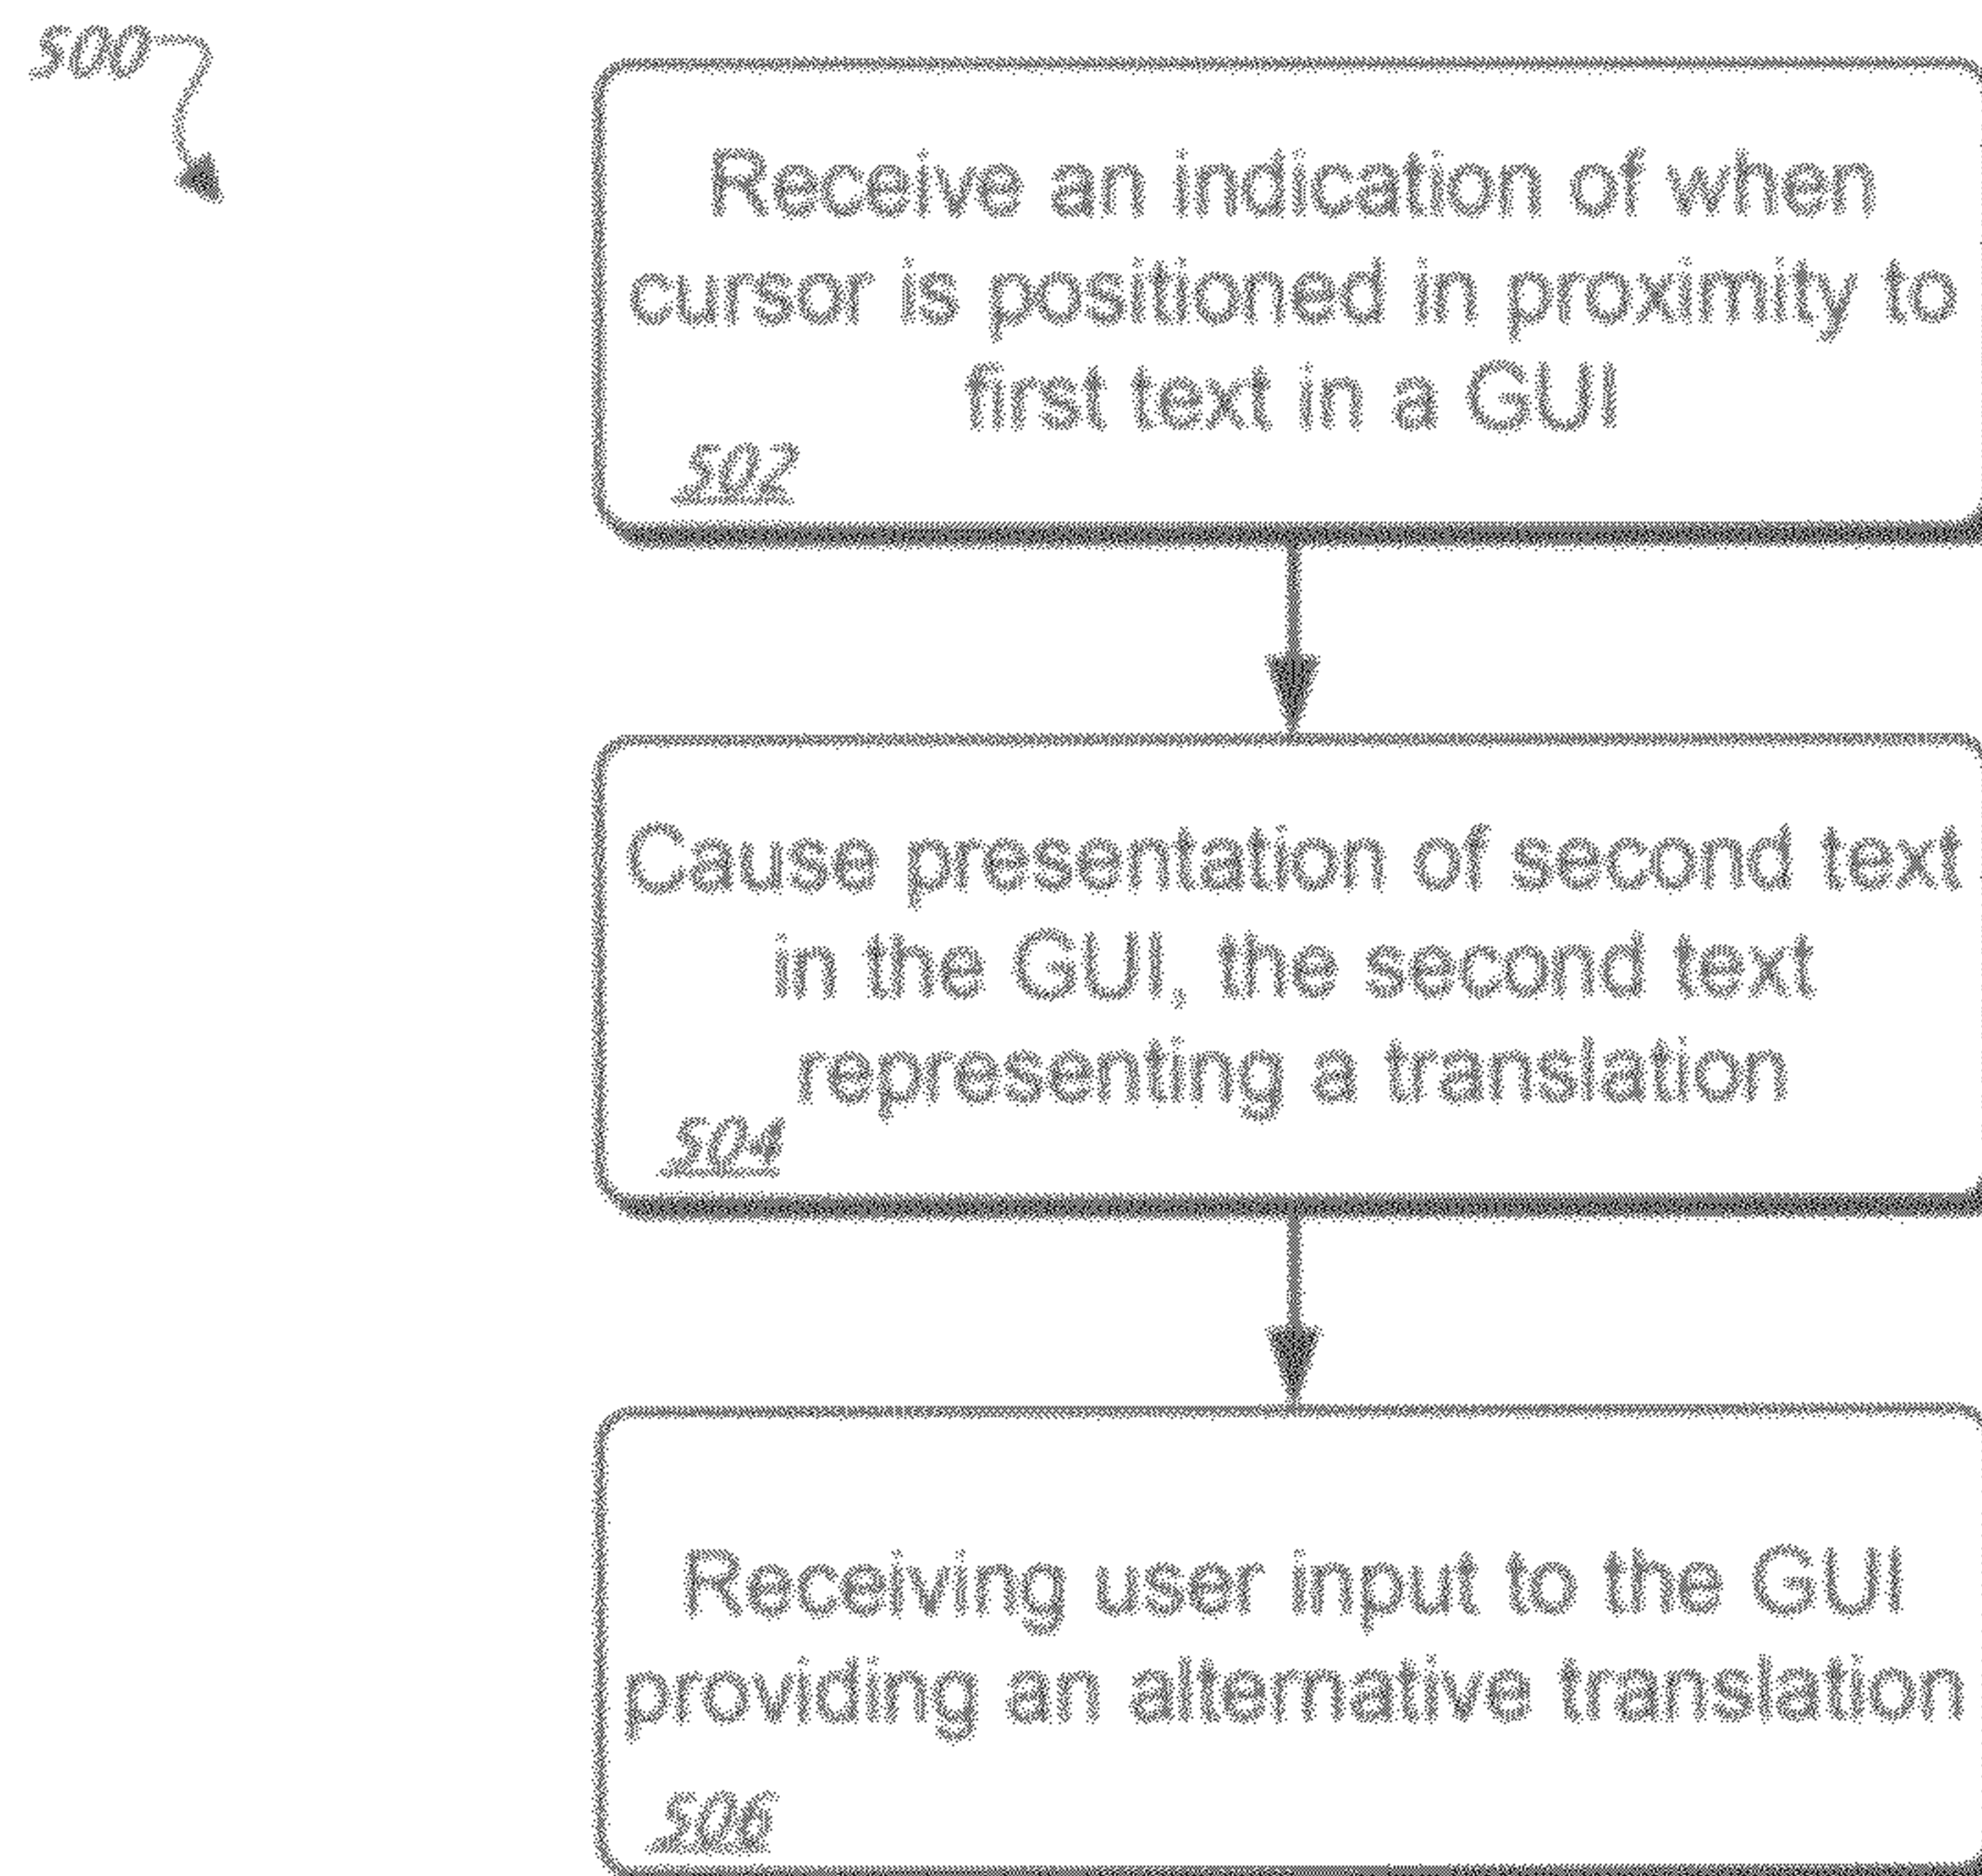 500
Receive an indication of when
cursor is positioned in proximity to
first text in a GUI
502
Cause presentation of second text
in the GUI, the second text
representing a translation
504
Receiving user input to the GUI
providing an alternative translation
506